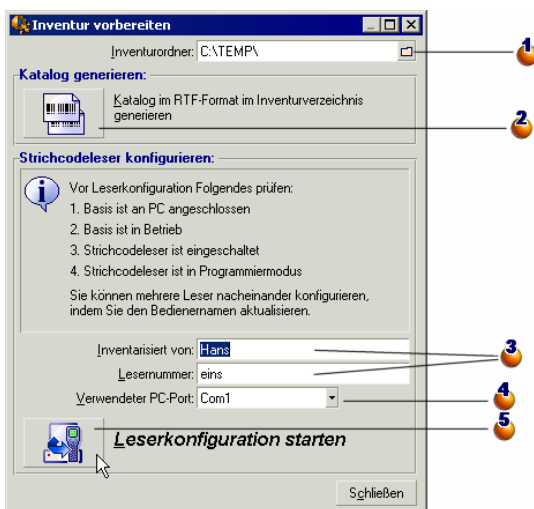 Inventur vorbereiten
Inventurordner: C:\TEMP\
1
Katalog generieren:
Katalog im RTF-Format im Inventurverzeichnis
generieren
2
Strichcodeleser konfigurieren:
Vor Leserkonfiguration Folgendes prüfen:
1. Basis ist an PC angeschlossen
2. Basis ist in Betrieb
3. Strichcodeleser ist eingeschaltet
4. Strichcodeleser ist in Programmiermodus
Sie können mehrere Leser nacheinander konfigurieren,
indem Sie den Bedienernamen aktualisieren.
Inventarisiert von: Hans
3
Lesernummer: eins
Verwendeter PC-Port: Com1
4
5
Leserkonfiguration starten
Schließen